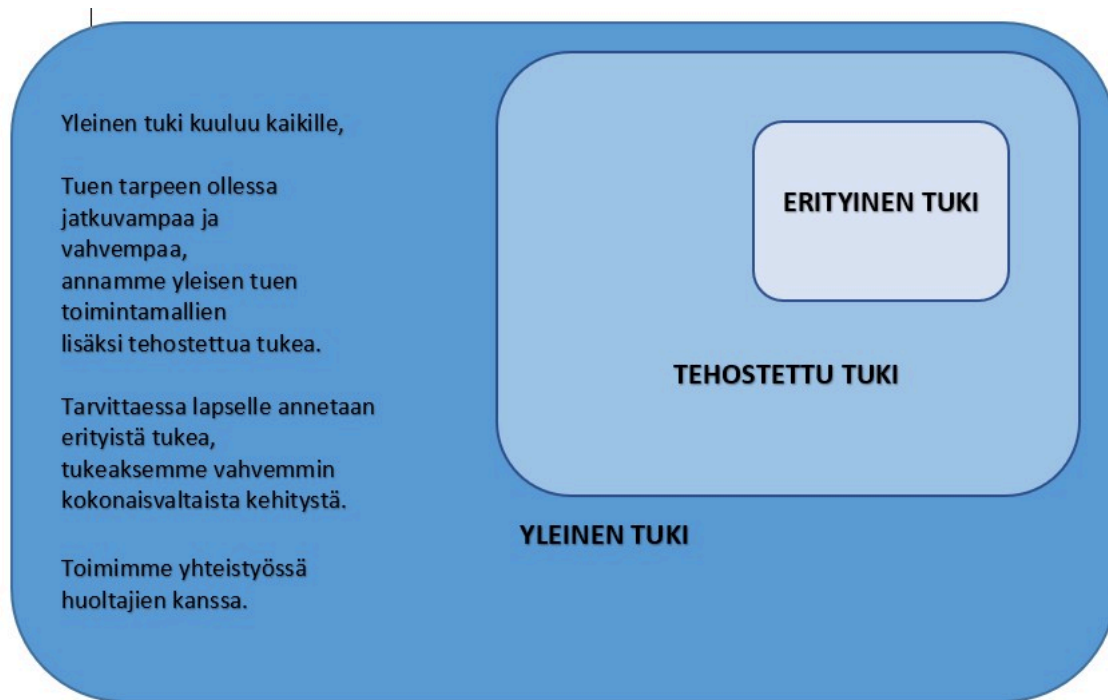 Yleinen tuki kuuluu kaikille,
Tuen tarpeen ollessa
jatkuvampaa ja
vahvempaa,
annamme yleisen tuen
toimintamallien
lisäksi tehostettua tukea.
Tarvittaessa lapselle annetaan
erityistä tukea,
tukeaksemme vahvemmin
kokonaisvaltaista kehitystä.
Toimimme yhteistyössä
huoltajien kanssa.
ERITYINEN TUKI
TEHOSTETTU TUKI
YLEINEN TUKI